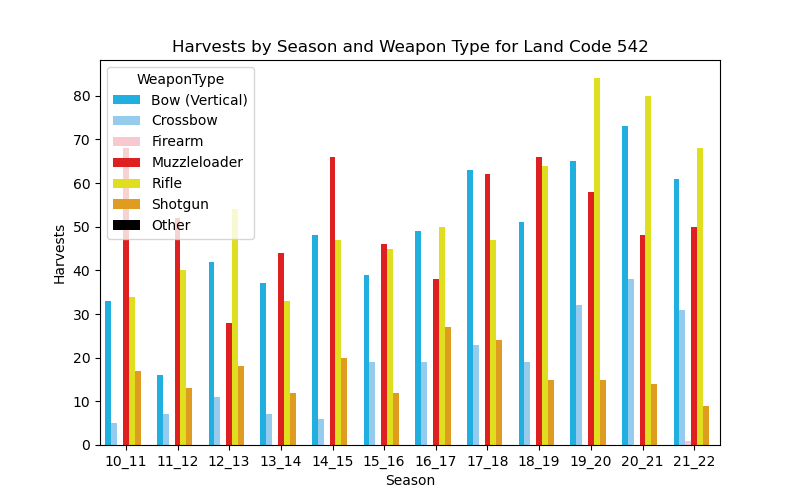 Harvests by Season and Weapon Type for Land Code 542
WeaponType
Bow (Vertical)
Crossbow
Firearm
Muzzleloader
Rifle
Shotgun
Other
Harvests
80
70
60
50
40
30
20
10
0
10_11 11_12 12_13 13_14 14_15 15_16 16_17 17_18 18_19 19_20 20_21 21_22
Season